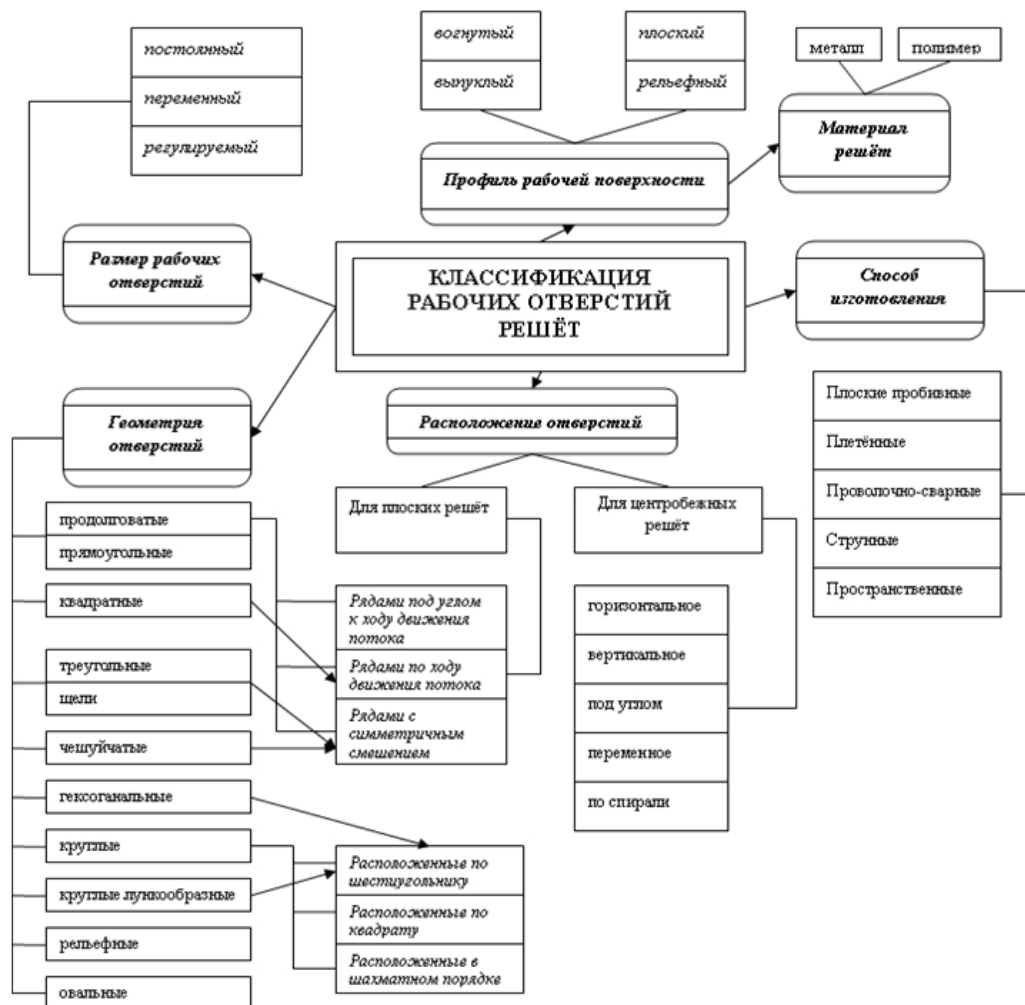 постоянный
переменный
регулируемый
вогнутый
выпуклый
плоский
рельефный
металл
полимер
Материал
решёт
Профиль рабочей поверхности
Размер рабочих
отверстий
КЛАССИФИКАЦИЯ
РАБОЧИХ ОТВЕРСТИЙ
РЕШЁТ
Способ
изготовления
Геометрия
отверстий
Расположение отверстий
Плоские пробивные
Плетённые
Проволочно-сварные
Струнные
Пространственные
Для плоских решёт
Для центробежных
решёт
продолговатые
прямоугольные
квадратные
треугольные
щели
чешуйчатые
гексоганальные
круглые
круглые лункообразные
рельефные
овальные
Рядами под углом
к ходу движения
потока
Рядами по ходу
движения потока
Рядами с
симметричным
смешением
горизонтальное
вертикальное
под углом
переменное
по спирали
Расположенные по
шестиугольнику
Расположенные по
квадрату
Расположенные в
шахматном порядке